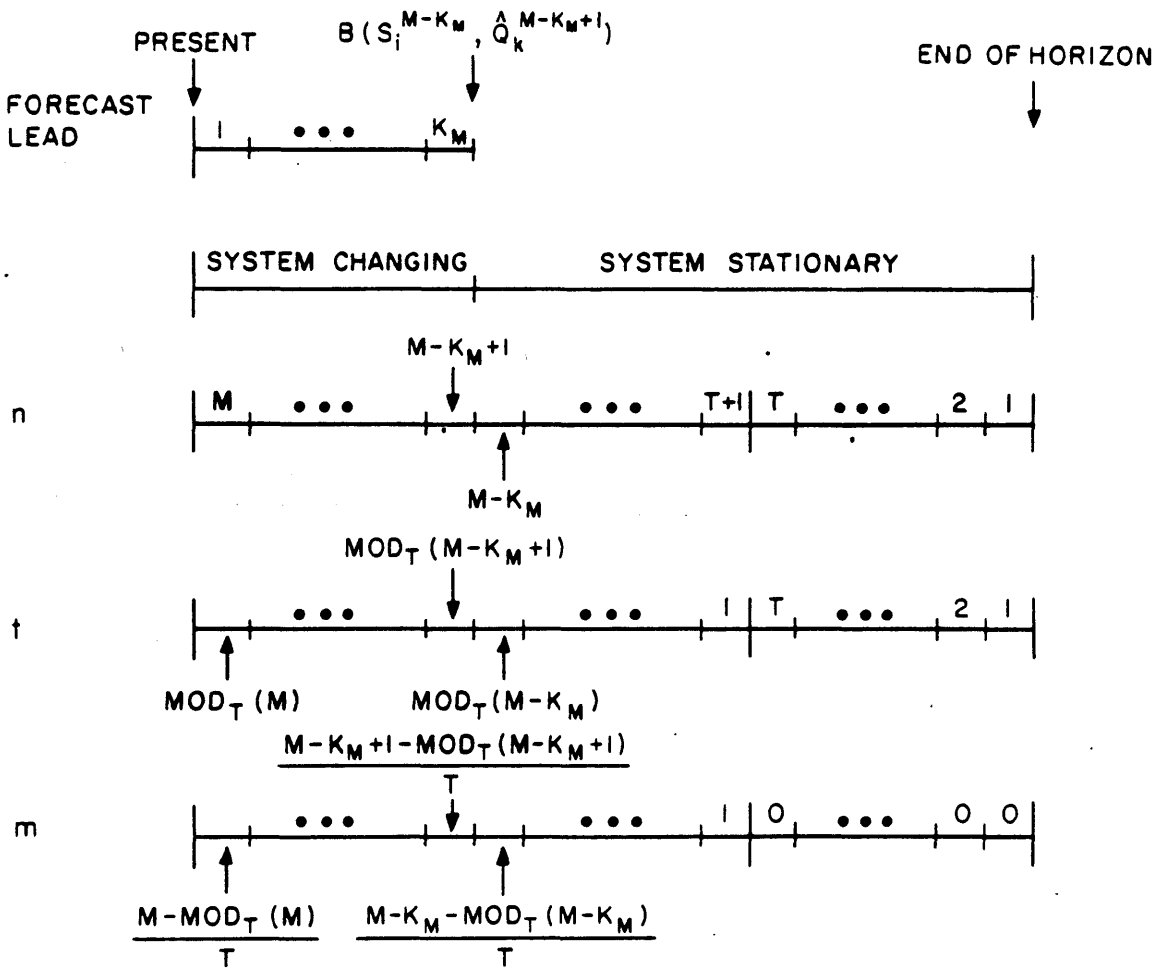 PRESENT
B(S_i^{M-K_M}, Q̂_k^{M-K_M+1})
END OF HORIZON
FORECAST
LEAD
1 ••• K_M
SYSTEM CHANGING SYSTEM STATIONARY
M-K_M+1
n M ••• ••• T+1 T ••• 2 1
M-K_M
MOD_T(M-K_M+1)
t ••• ••• 1 T ••• 2 1
MOD_T(M) MOD_T(M-K_M)
M-K_M+1-MOD_T(M-K_M+1)
T
m ••• ••• 1 0 ••• 0 0
M-MOD_T(M) M-K_M-MOD_T(M-K_M)
T T